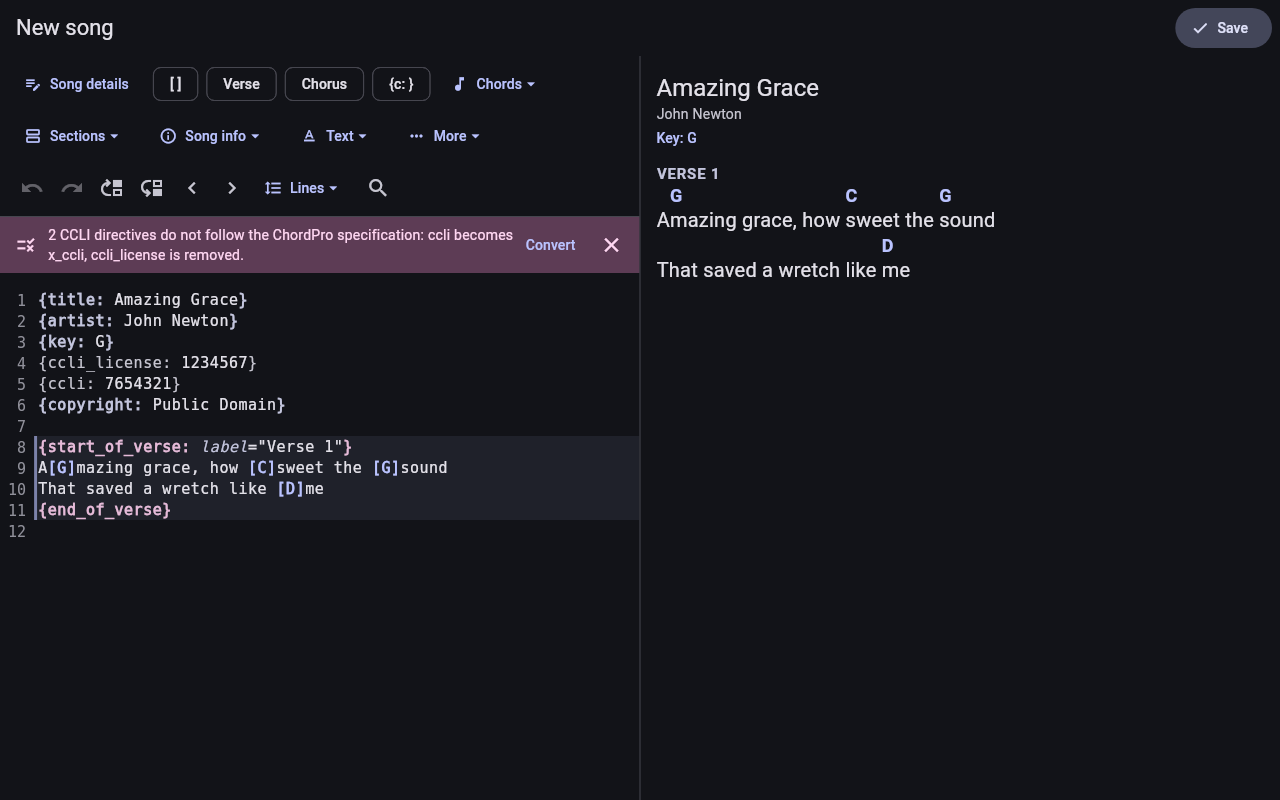 New song
Save
Song details
[ ]
Verse
Chorus
{c: }
Chords
Sections
Song info
Text
More
Lines
2 CCLI directives do not follow the ChordPro specification: ccli becomes
x_ccli, ccli_license is removed.
Convert
1 {title: Amazing Grace}
2 {artist: John Newton}
3 {key: G}
4 {ccli_license: 1234567}
5 {ccli: 7654321}
6 {copyright: Public Domain}
7
8 {start_of_verse: label="Verse 1"}
9 A[G]mazing grace, how [C]sweet the [G]sound
10 That saved a wretch like [D]me
11 {end_of_verse}
12
Amazing Grace
John Newton
Key: G
VERSE 1
G C G
Amazing grace, how sweet the sound
D
That saved a wretch like me